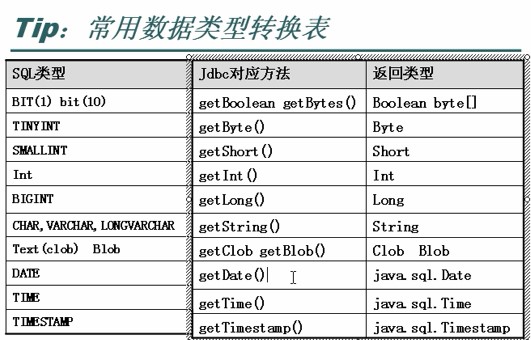 Tip：常用数据类型转换表
SQL类型 Jdbc对应方法 返回类型
BIT(1) bit(10) getBoolean getBytes() Boolean byte[]
TINYINT getByte() Byte
SMALLINT getShort() Short
Int getInt() Int
BIGINT getLong() Long
CHAR,VARCHAR,LONGVARCHAR getString() String
Text(clob) Blob getClob getBlob() Clob Blob
DATE getDate() java.sql.Date
TIME getTime() java.sql.Time
TIMESTAMP getTimestamp() java.sql.Timestamp